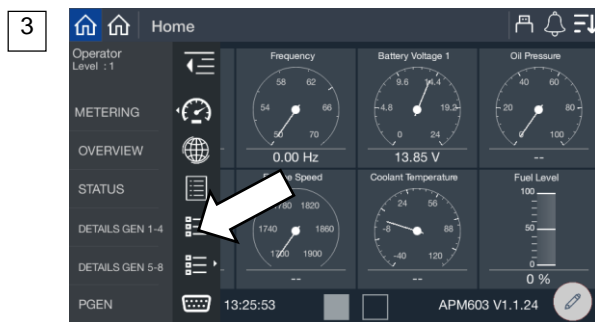 3
Home
Operator
Level : 1
METERING
OVERVIEW
STATUS
DETAILS GEN 1-4
DETAILS GEN 5-8
PGEN
Frequency
58 62
54 66
50 70
0.00 Hz
Battery Voltage 1
9.6 14.4
-4.8 19.2
0 24
13.85 V
Oil Pressure
40 60
20 80
0 100
--
Speed
1780 1820
1740 1860
1700 1900
--
Coolant Temperature
24 56
-8 88
-40 120
--
Fuel Level
100
50
0
0 %
13:25:53
APM603 V1.1.24